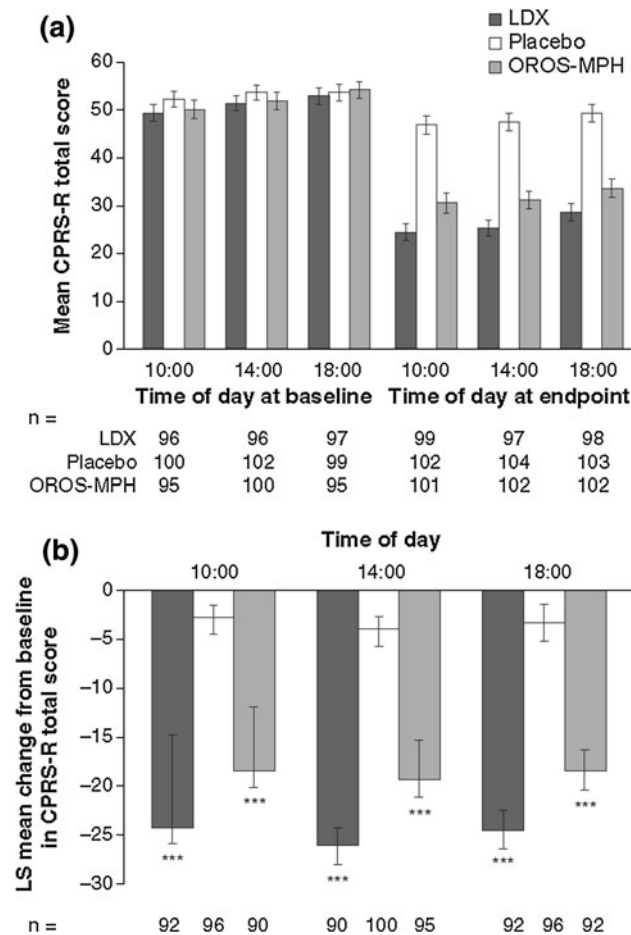 (a)
LDX
Placebo
OROS-MPH
Mean CPRS-R total score
60
50
40
30
20
10
0
10:00 14:00 18:00 10:00 14:00 18:00
Time of day at baseline Time of day at endpoint
n =
LDX 96 96 97 99 97 98
Placebo 100 102 99 102 104 103
OROS-MPH 95 100 95 101 102 102
(b)
Time of day
10:00 14:00 18:00
LS mean change from baseline
in CPRS-R total score
0
−5
−10
−15
−20
−25
−30
*** *** *** *** *** ***
n = 92 96 90 90 100 95 92 96 92